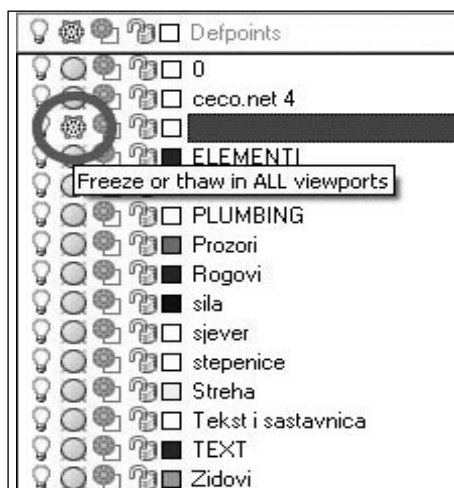 Defpoints
0
ceco.net 4
ELEMENTI
Freeze or thaw in ALL viewports
PLUMBING
Prozori
Rogovi
sila
sjever
stepenice
Streha
Tekst i sastavnica
TEXT
Zidovi